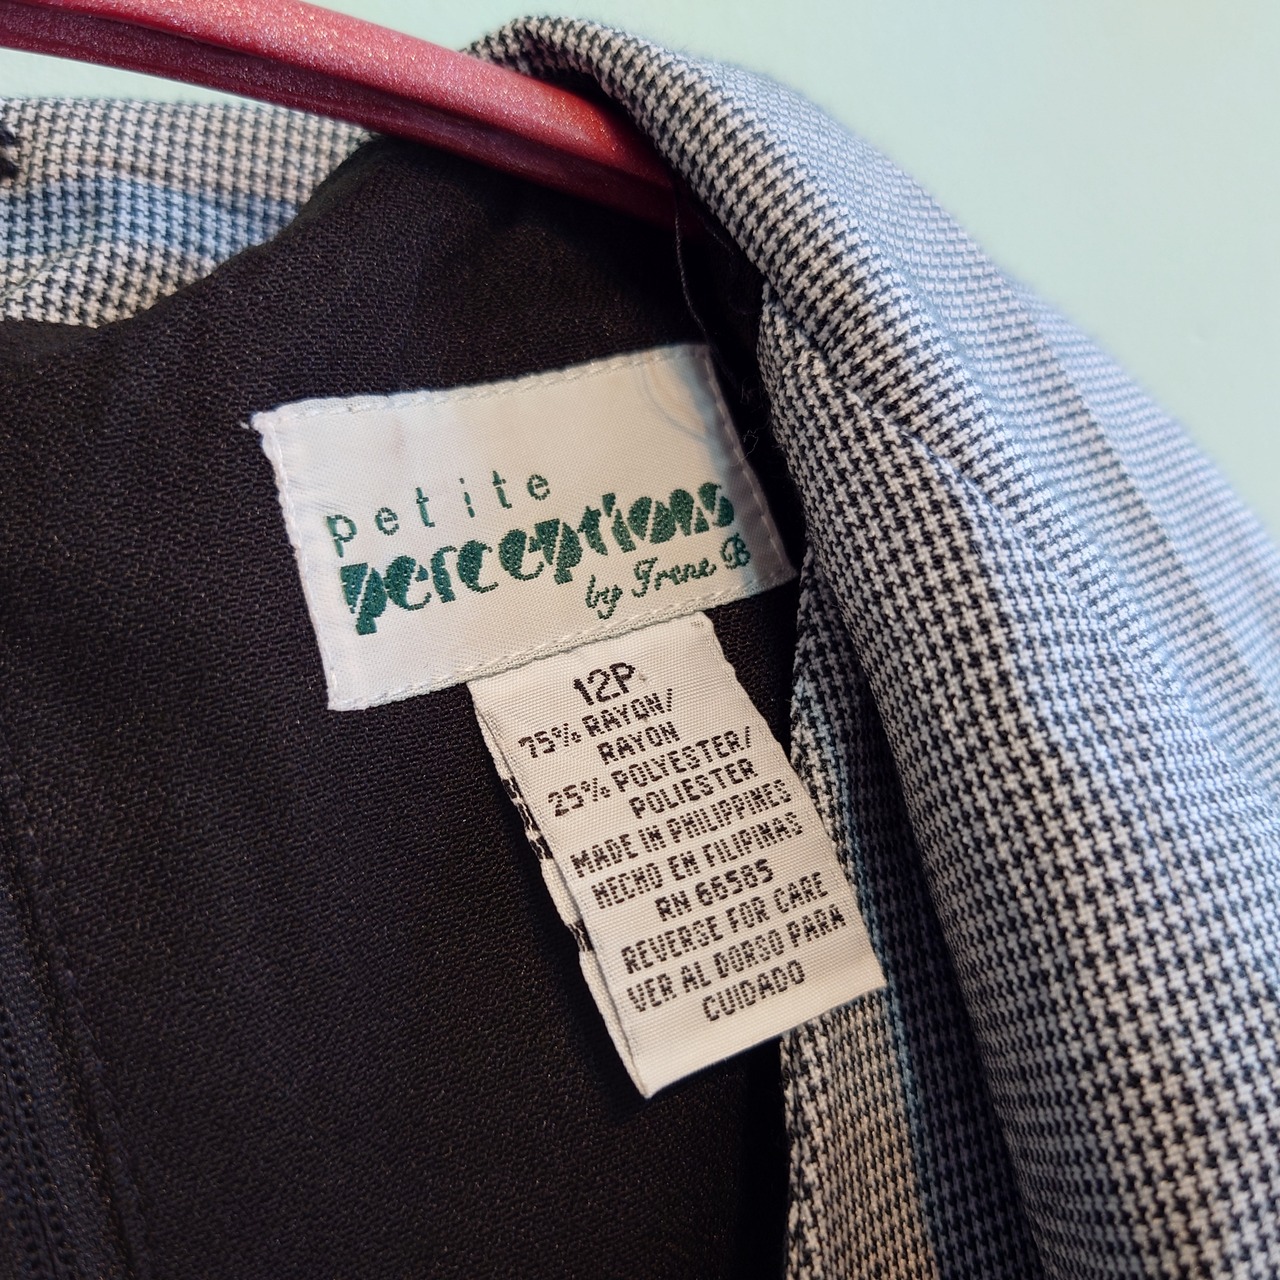 petite
perceptions
by Irene B
12P
75% RAYON/
RAYON
25% POLYESTER/
POLIESTER
MADE IN PHILIPPINES
HECHO EN FILIPINAS
RN 66585
REVERSE FOR CARE
VER AL DORSO PARA
CUIDADO